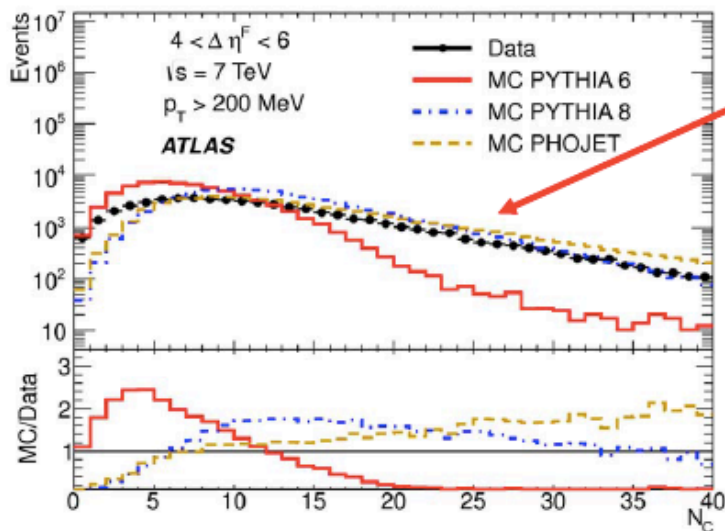 Events
10⁷
10⁶
10⁵
10⁴
10³
10²
10
4 < Δ η^F < 6
√s = 7 TeV
p_T > 200 MeV
ATLAS
Data
MC PYTHIA 6
MC PYTHIA 8
MC PHOJET
MC/Data
3
2
1
0 5 10 15 20 25 30 35 40
N_C